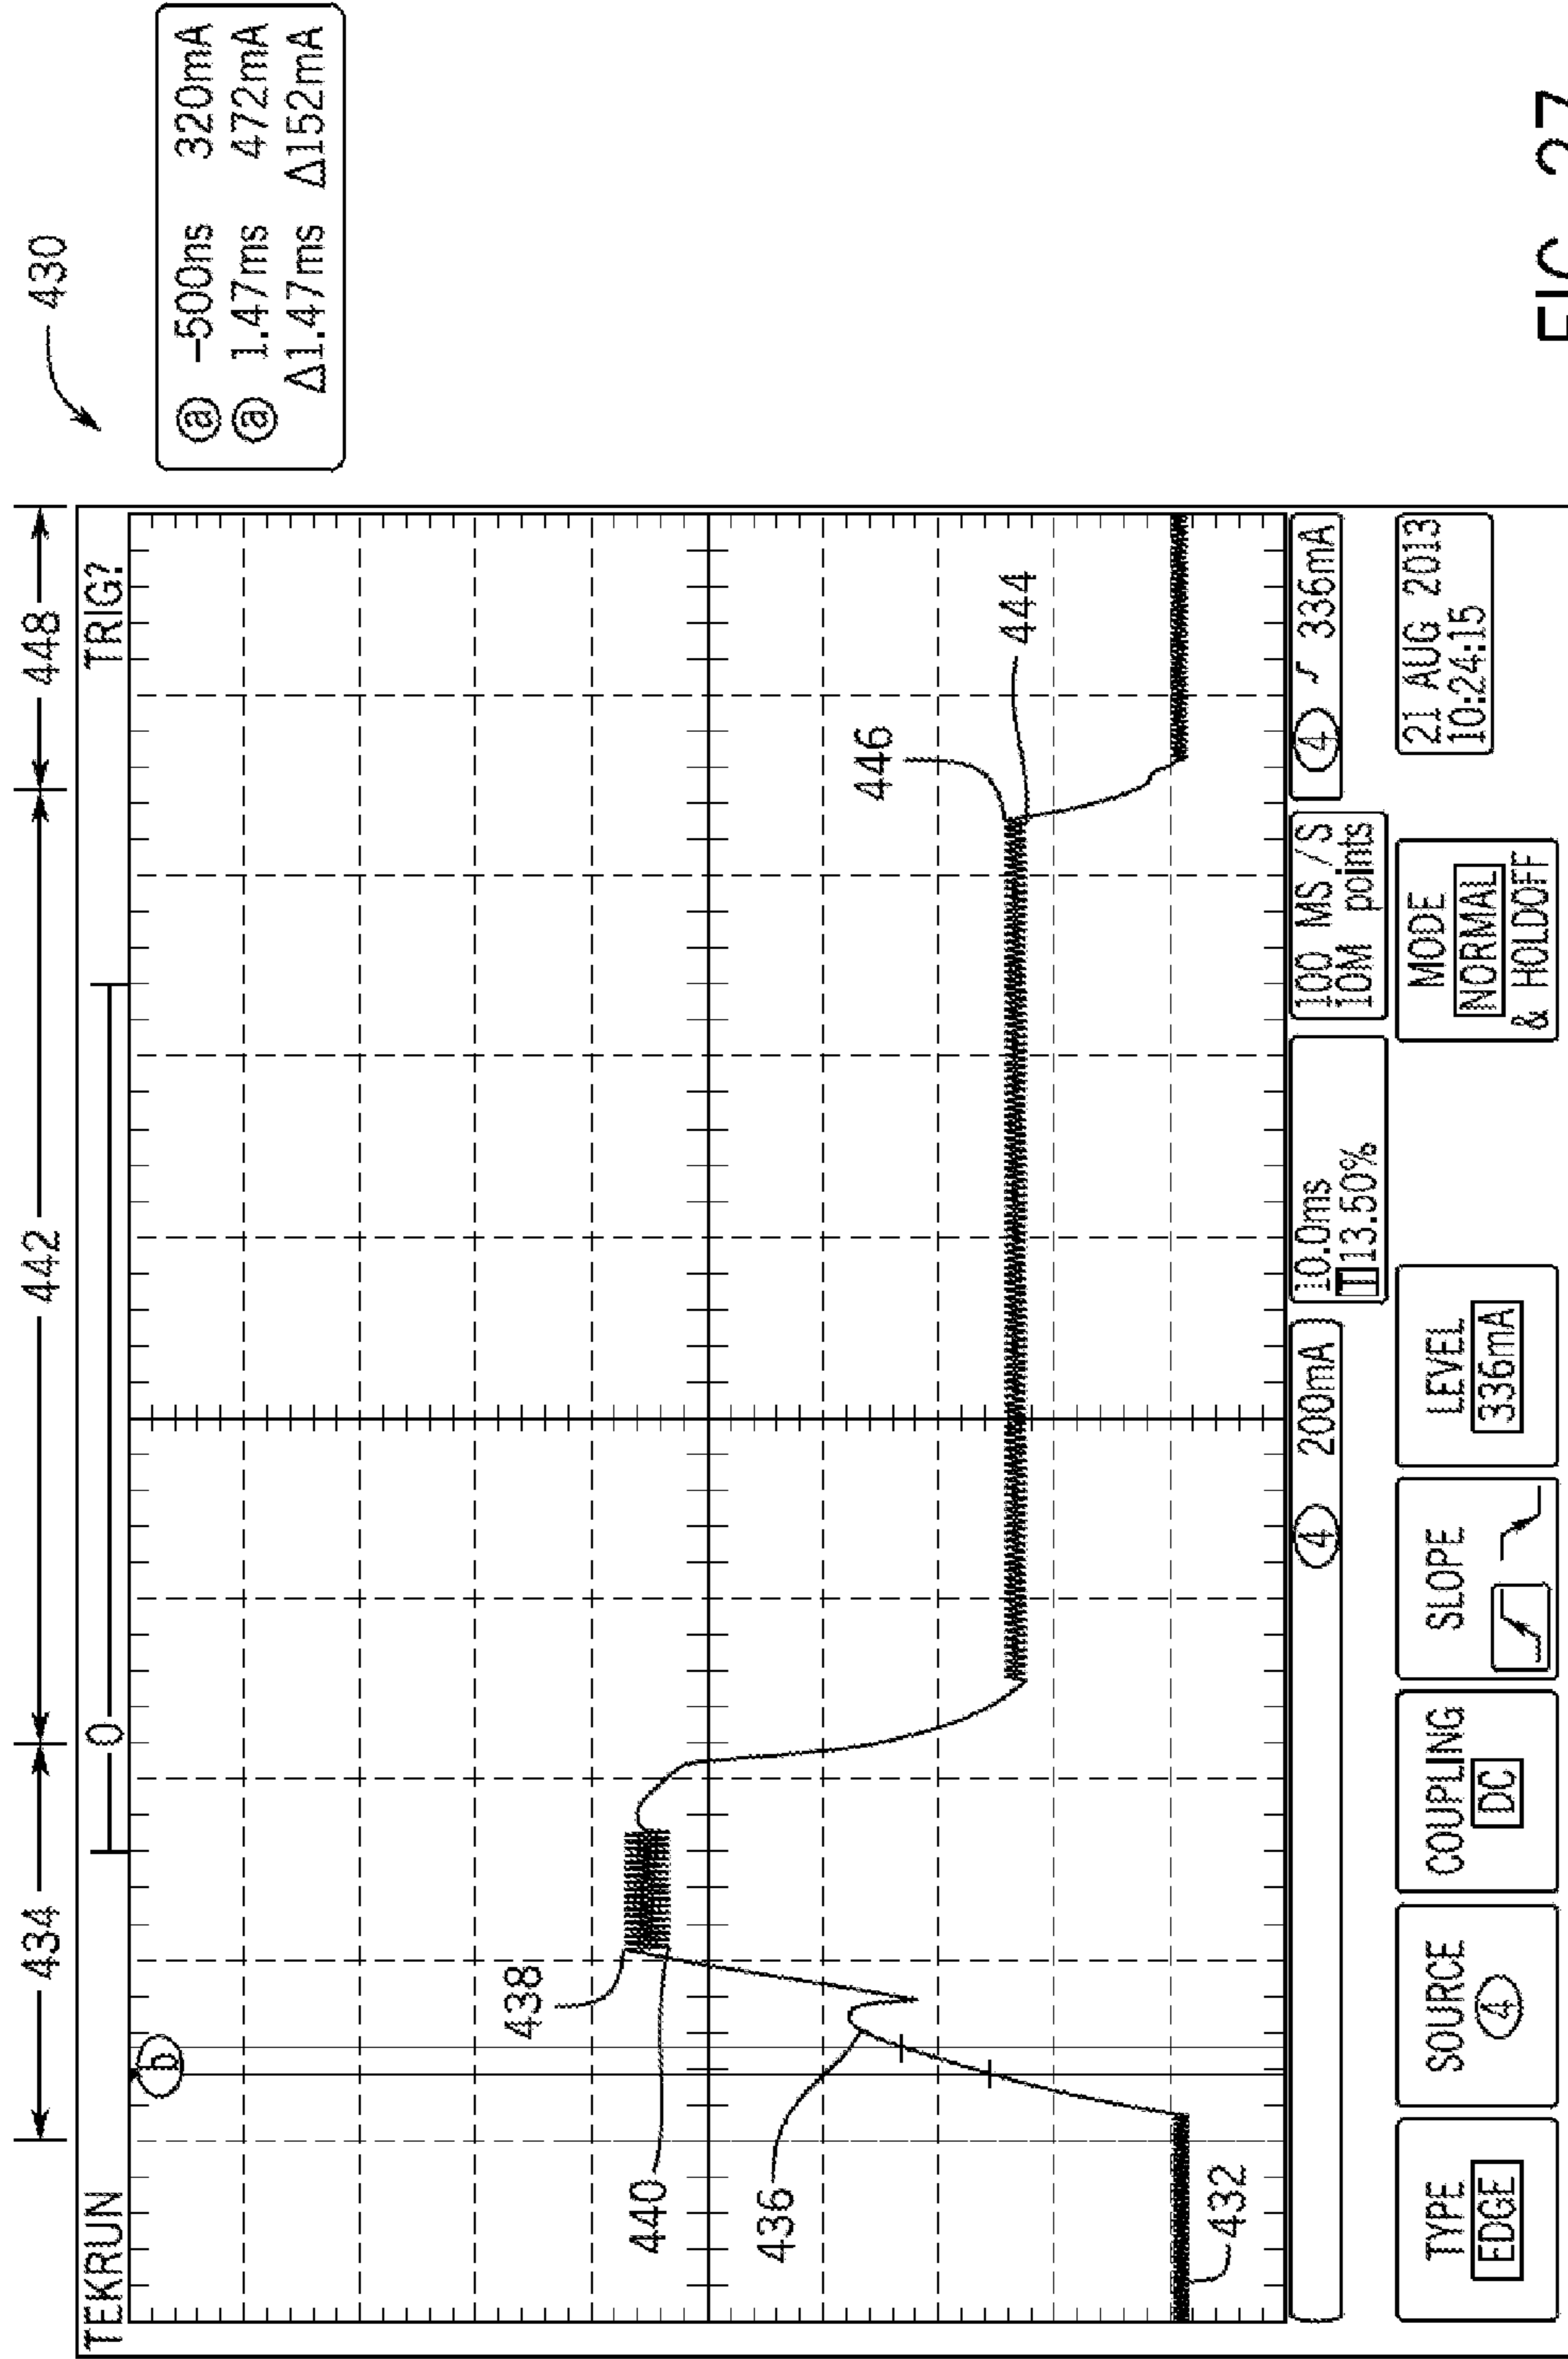 430
434
442
448
TEKRUN
0
TRIG?
b
@ -500ns 320mA
@ 1.47ms 472mA
Δ1.47ms Δ152mA
438
440
436
432
446
444
4 200mA
10.0ms
T 13.50%
100 MS/S
10M points
4 336mA
TYPE
EDGE
SOURCE
4
COUPLING
DC
SLOPE
LEVEL
336mA
MODE
NORMAL
& HOLDOFF
21 AUG 2013
10:24:15